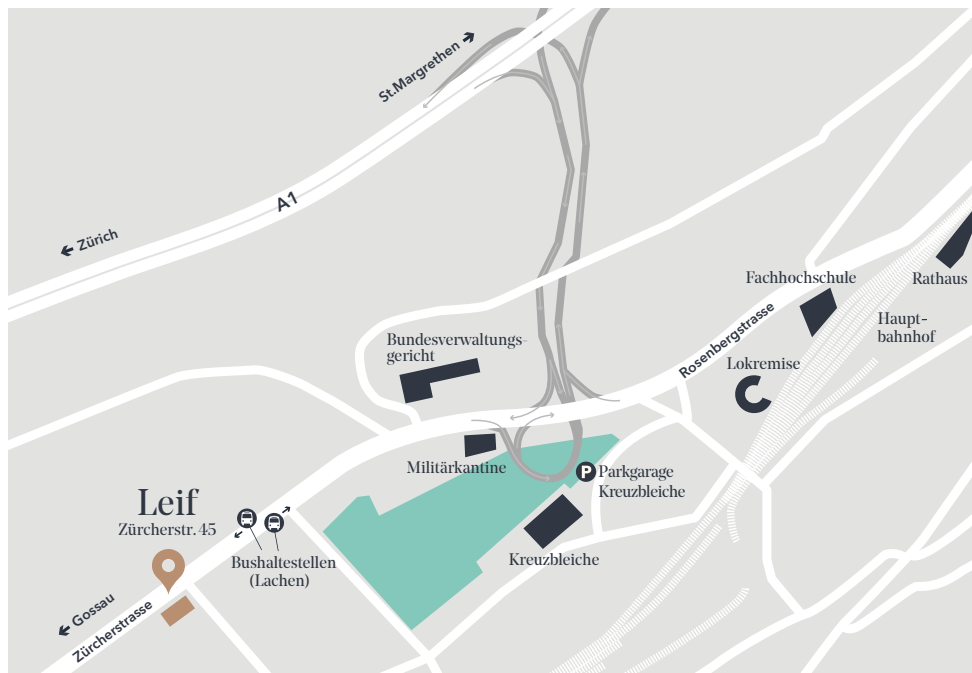 St.Margrethen
A1
Zürich
Fachhochschule
Rathaus
Rosenbergstrasse
Haupt-
bahnhof
Bundesverwaltungs-
gericht
Lokremise
Militärkantine
P
Parkgarage
Kreuzbleiche
Leif
Zürcherstr. 45
Bushaltestellen
(Lachen)
Kreuzbleiche
Gossau
Zürcherstrasse